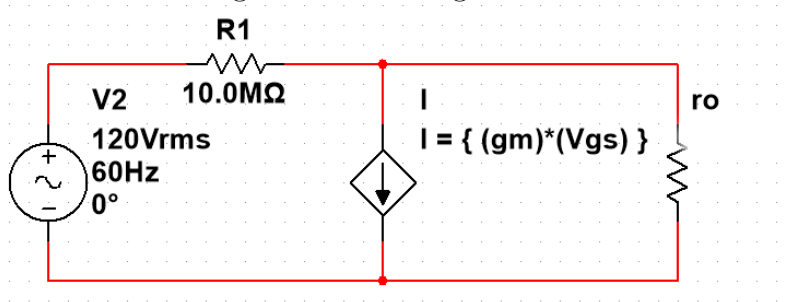 R1
10.0MΩ
V2
120Vrms
60Hz
0°
I
I = { (gm)*(Vgs) }
ro